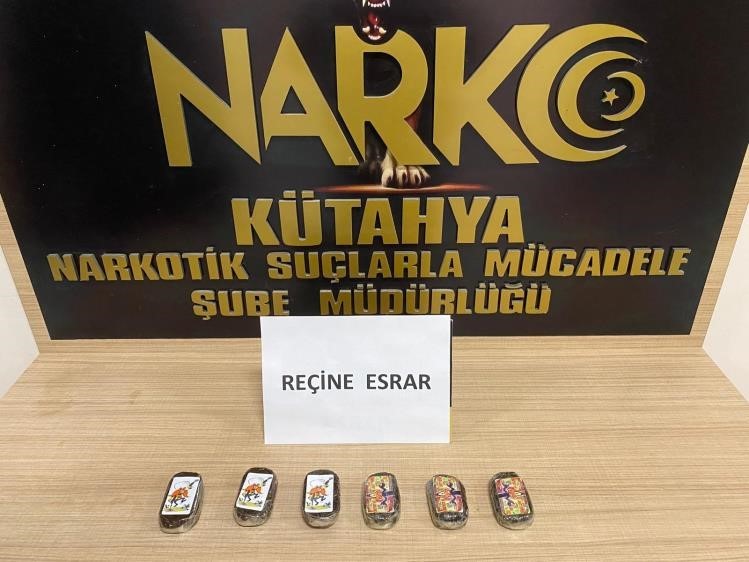 NARKO
KÜTAHYA
NARKOTİK SUÇLARLA MÜCADELE
ŞUBE MÜDÜRLÜĞÜ
REÇİNE ESRAR